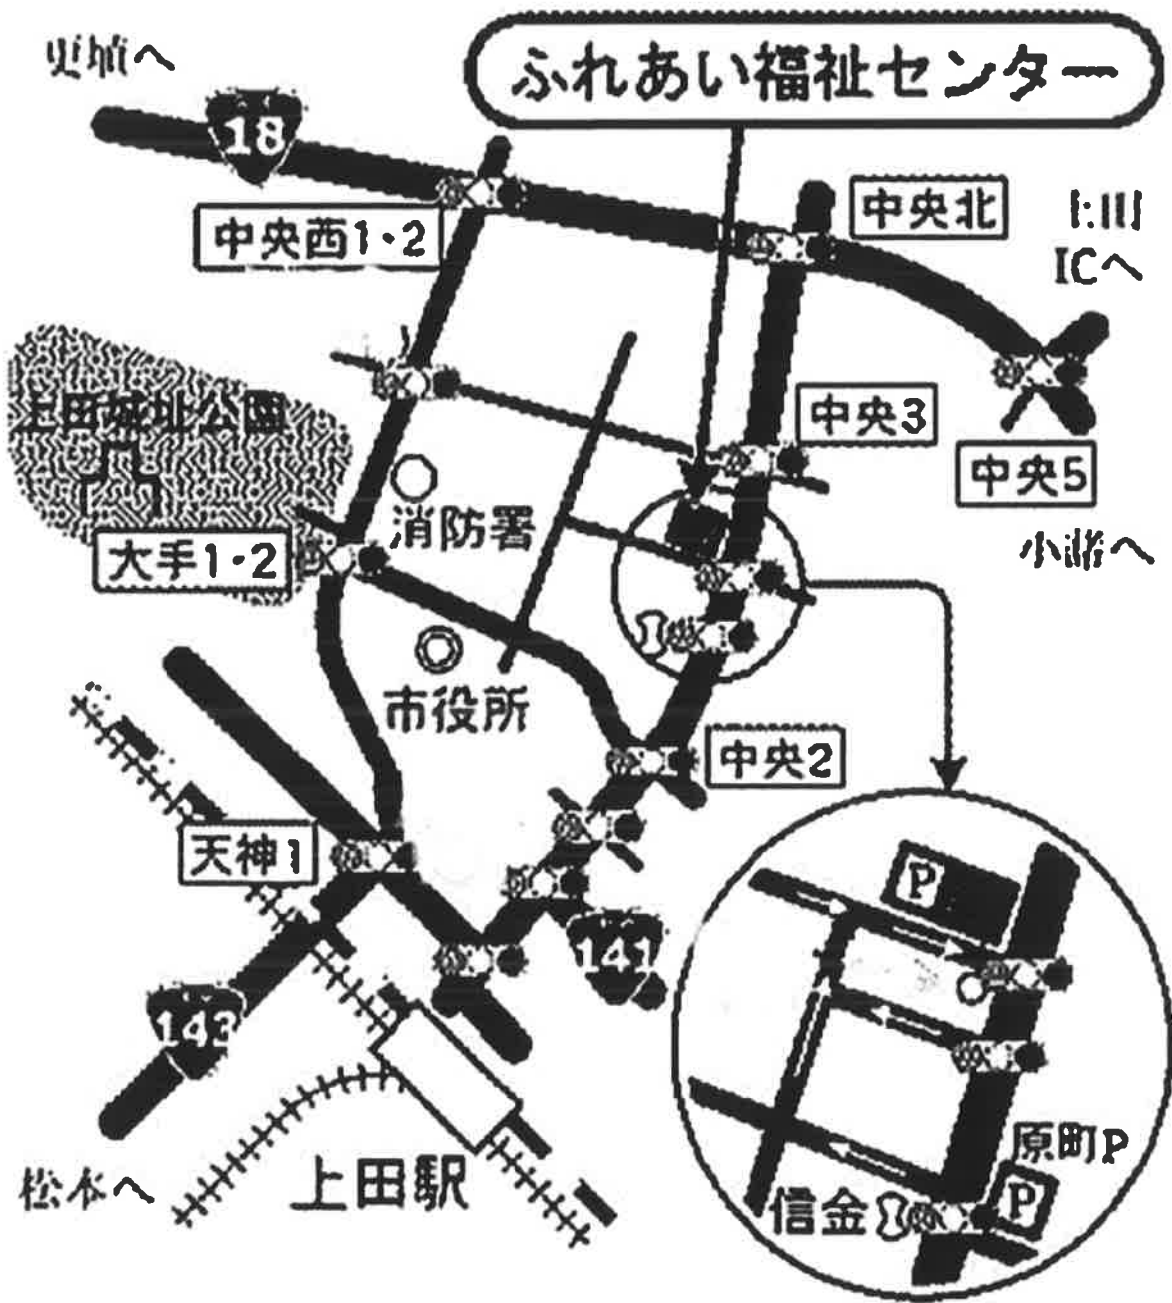 更埴へ
ふれあい福祉センター
18
中央西1・2
中央北
上田
ICへ
中央3
中央5
上田城址公園
消防署
大手1・2
小諸へ
市役所
中央2
天神1
P
141
143
原町P
P
信金
松本へ
上田駅